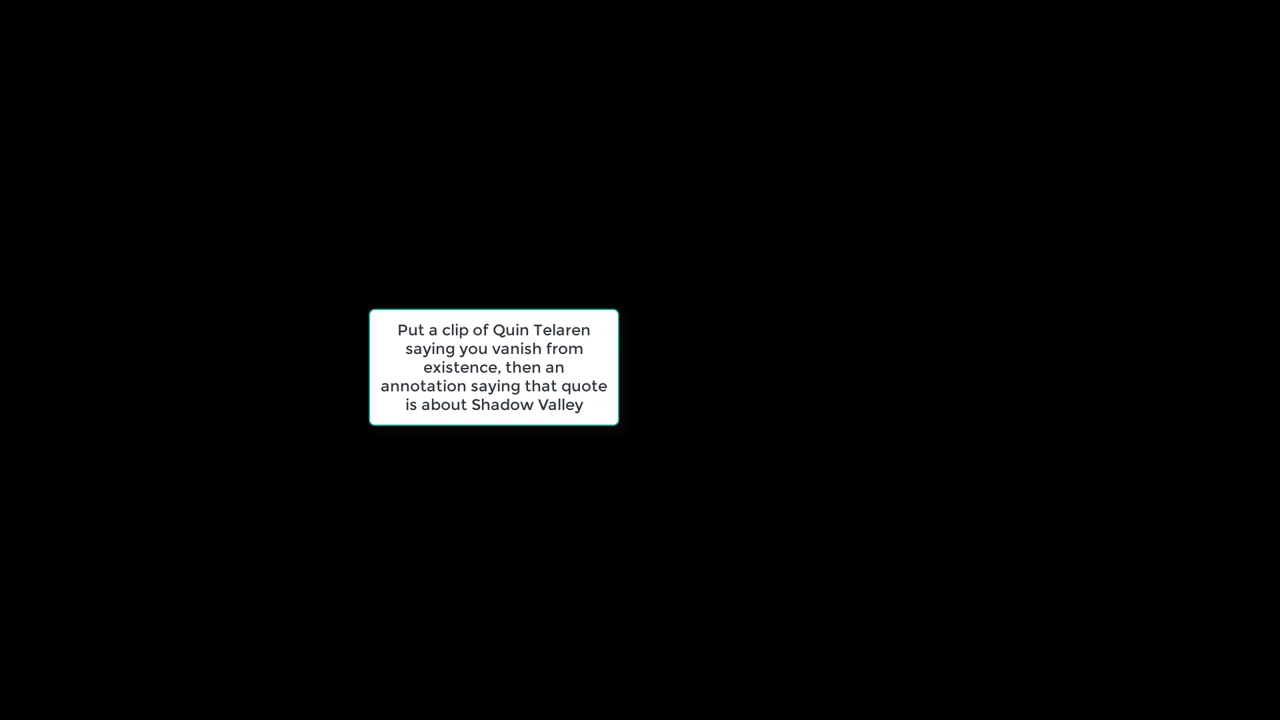 Put a clip of Quin Telaren
saying you vanish from
existence, then an
annotation saying that quote
is about Shadow Valley